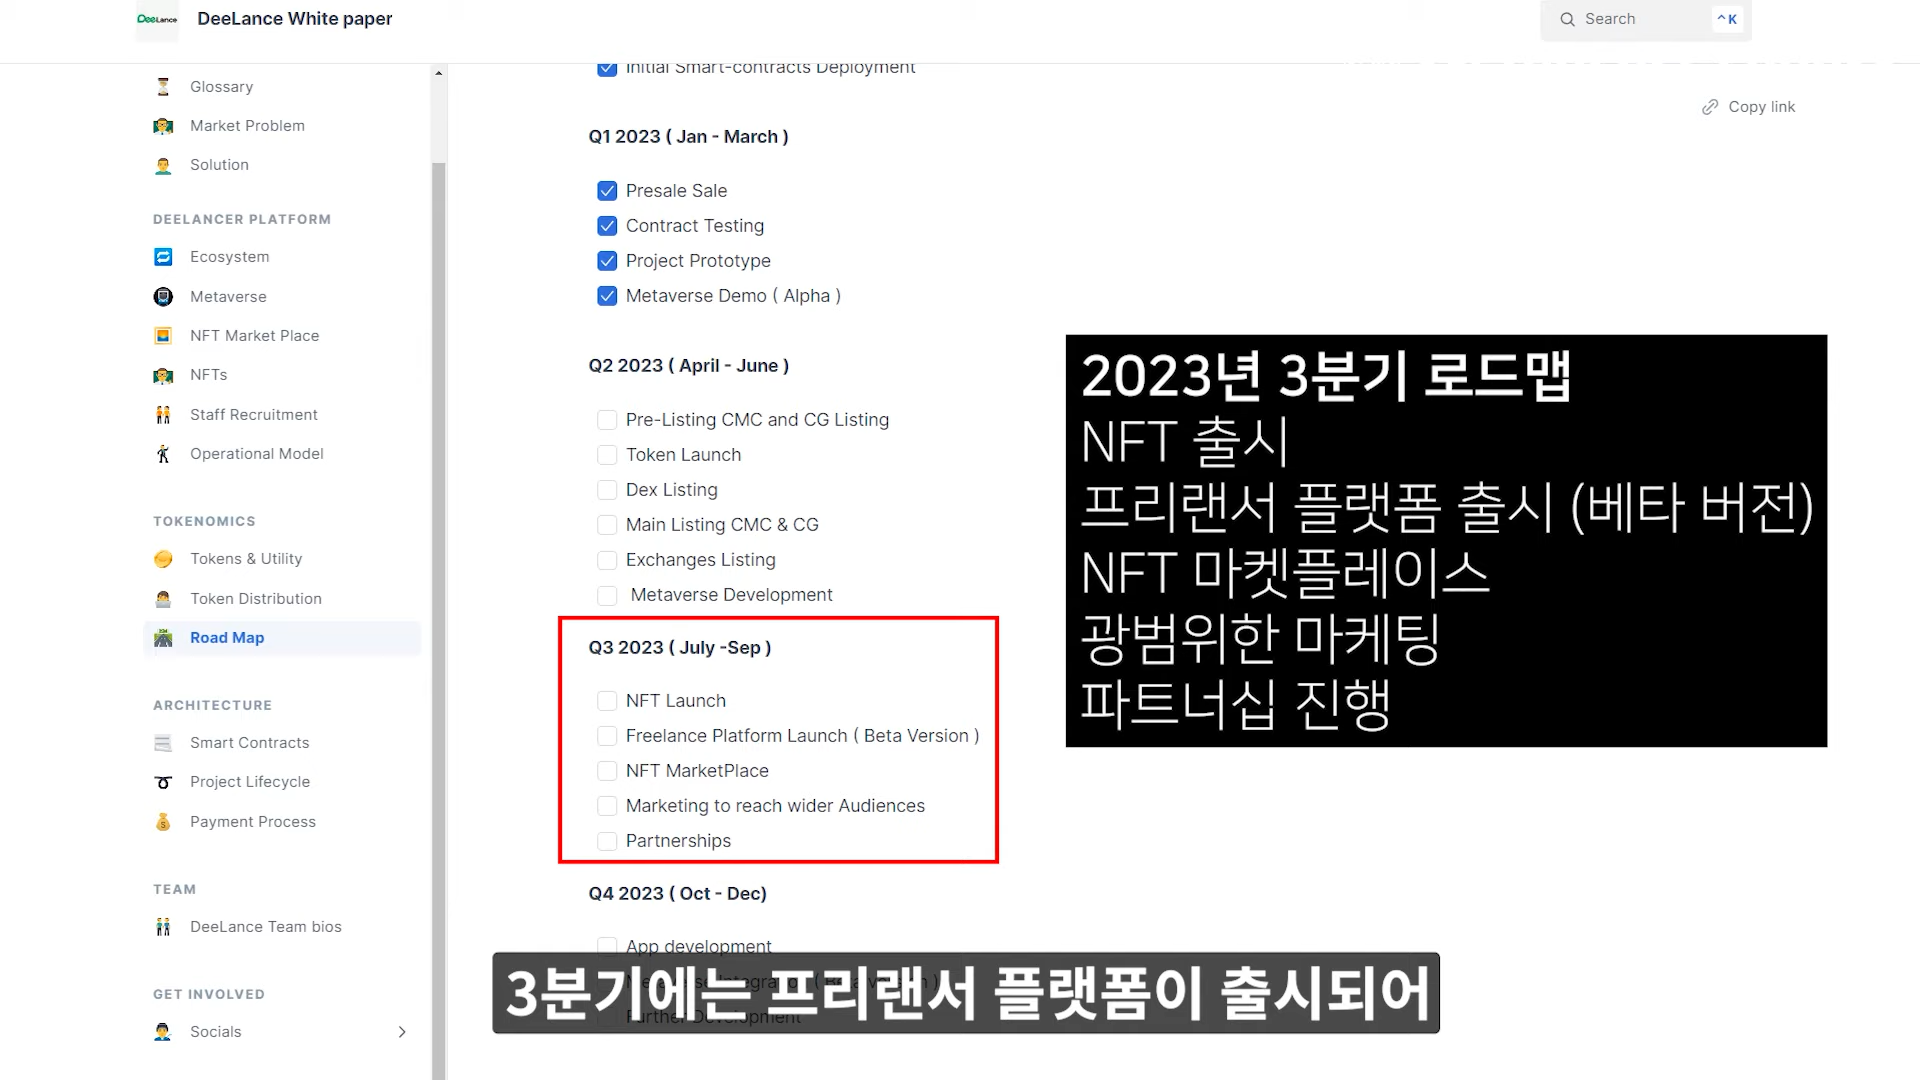 DeeLance
DeeLance White paper
Search
^ K
Glossary
Market Problem
Solution
DEELANCER PLATFORM
Ecosystem
Metaverse
NFT Market Place
NFTs
Staff Recruitment
Operational Model
TOKENOMICS
Tokens & Utility
Token Distribution
Road Map
ARCHITECTURE
Smart Contracts
Project Lifecycle
Payment Process
TEAM
DeeLance Team bios
GET INVOLVED
Socials
Initial Smart-contracts Deployment
Copy link
Q1 2023 ( Jan - March )
Presale Sale
Contract Testing
Project Prototype
Metaverse Demo ( Alpha )
Q2 2023 ( April - June )
Pre-Listing CMC and CG Listing
Token Launch
Dex Listing
Main Listing CMC & CG
Exchanges Listing
Metaverse Development
Q3 2023 ( July -Sep )
NFT Launch
Freelance Platform Launch ( Beta Version )
NFT MarketPlace
Marketing to reach wider Audiences
Partnerships
Q4 2023 ( Oct - Dec)
App development
Further Development
2023년 3분기 로드맵
NFT 출시
프리랜서 플랫폼 출시 (베타 버전)
NFT 마켓플레이스
광범위한 마케팅
파트너십 진행
3분기에는 프리랜서 플랫폼이 출시되어